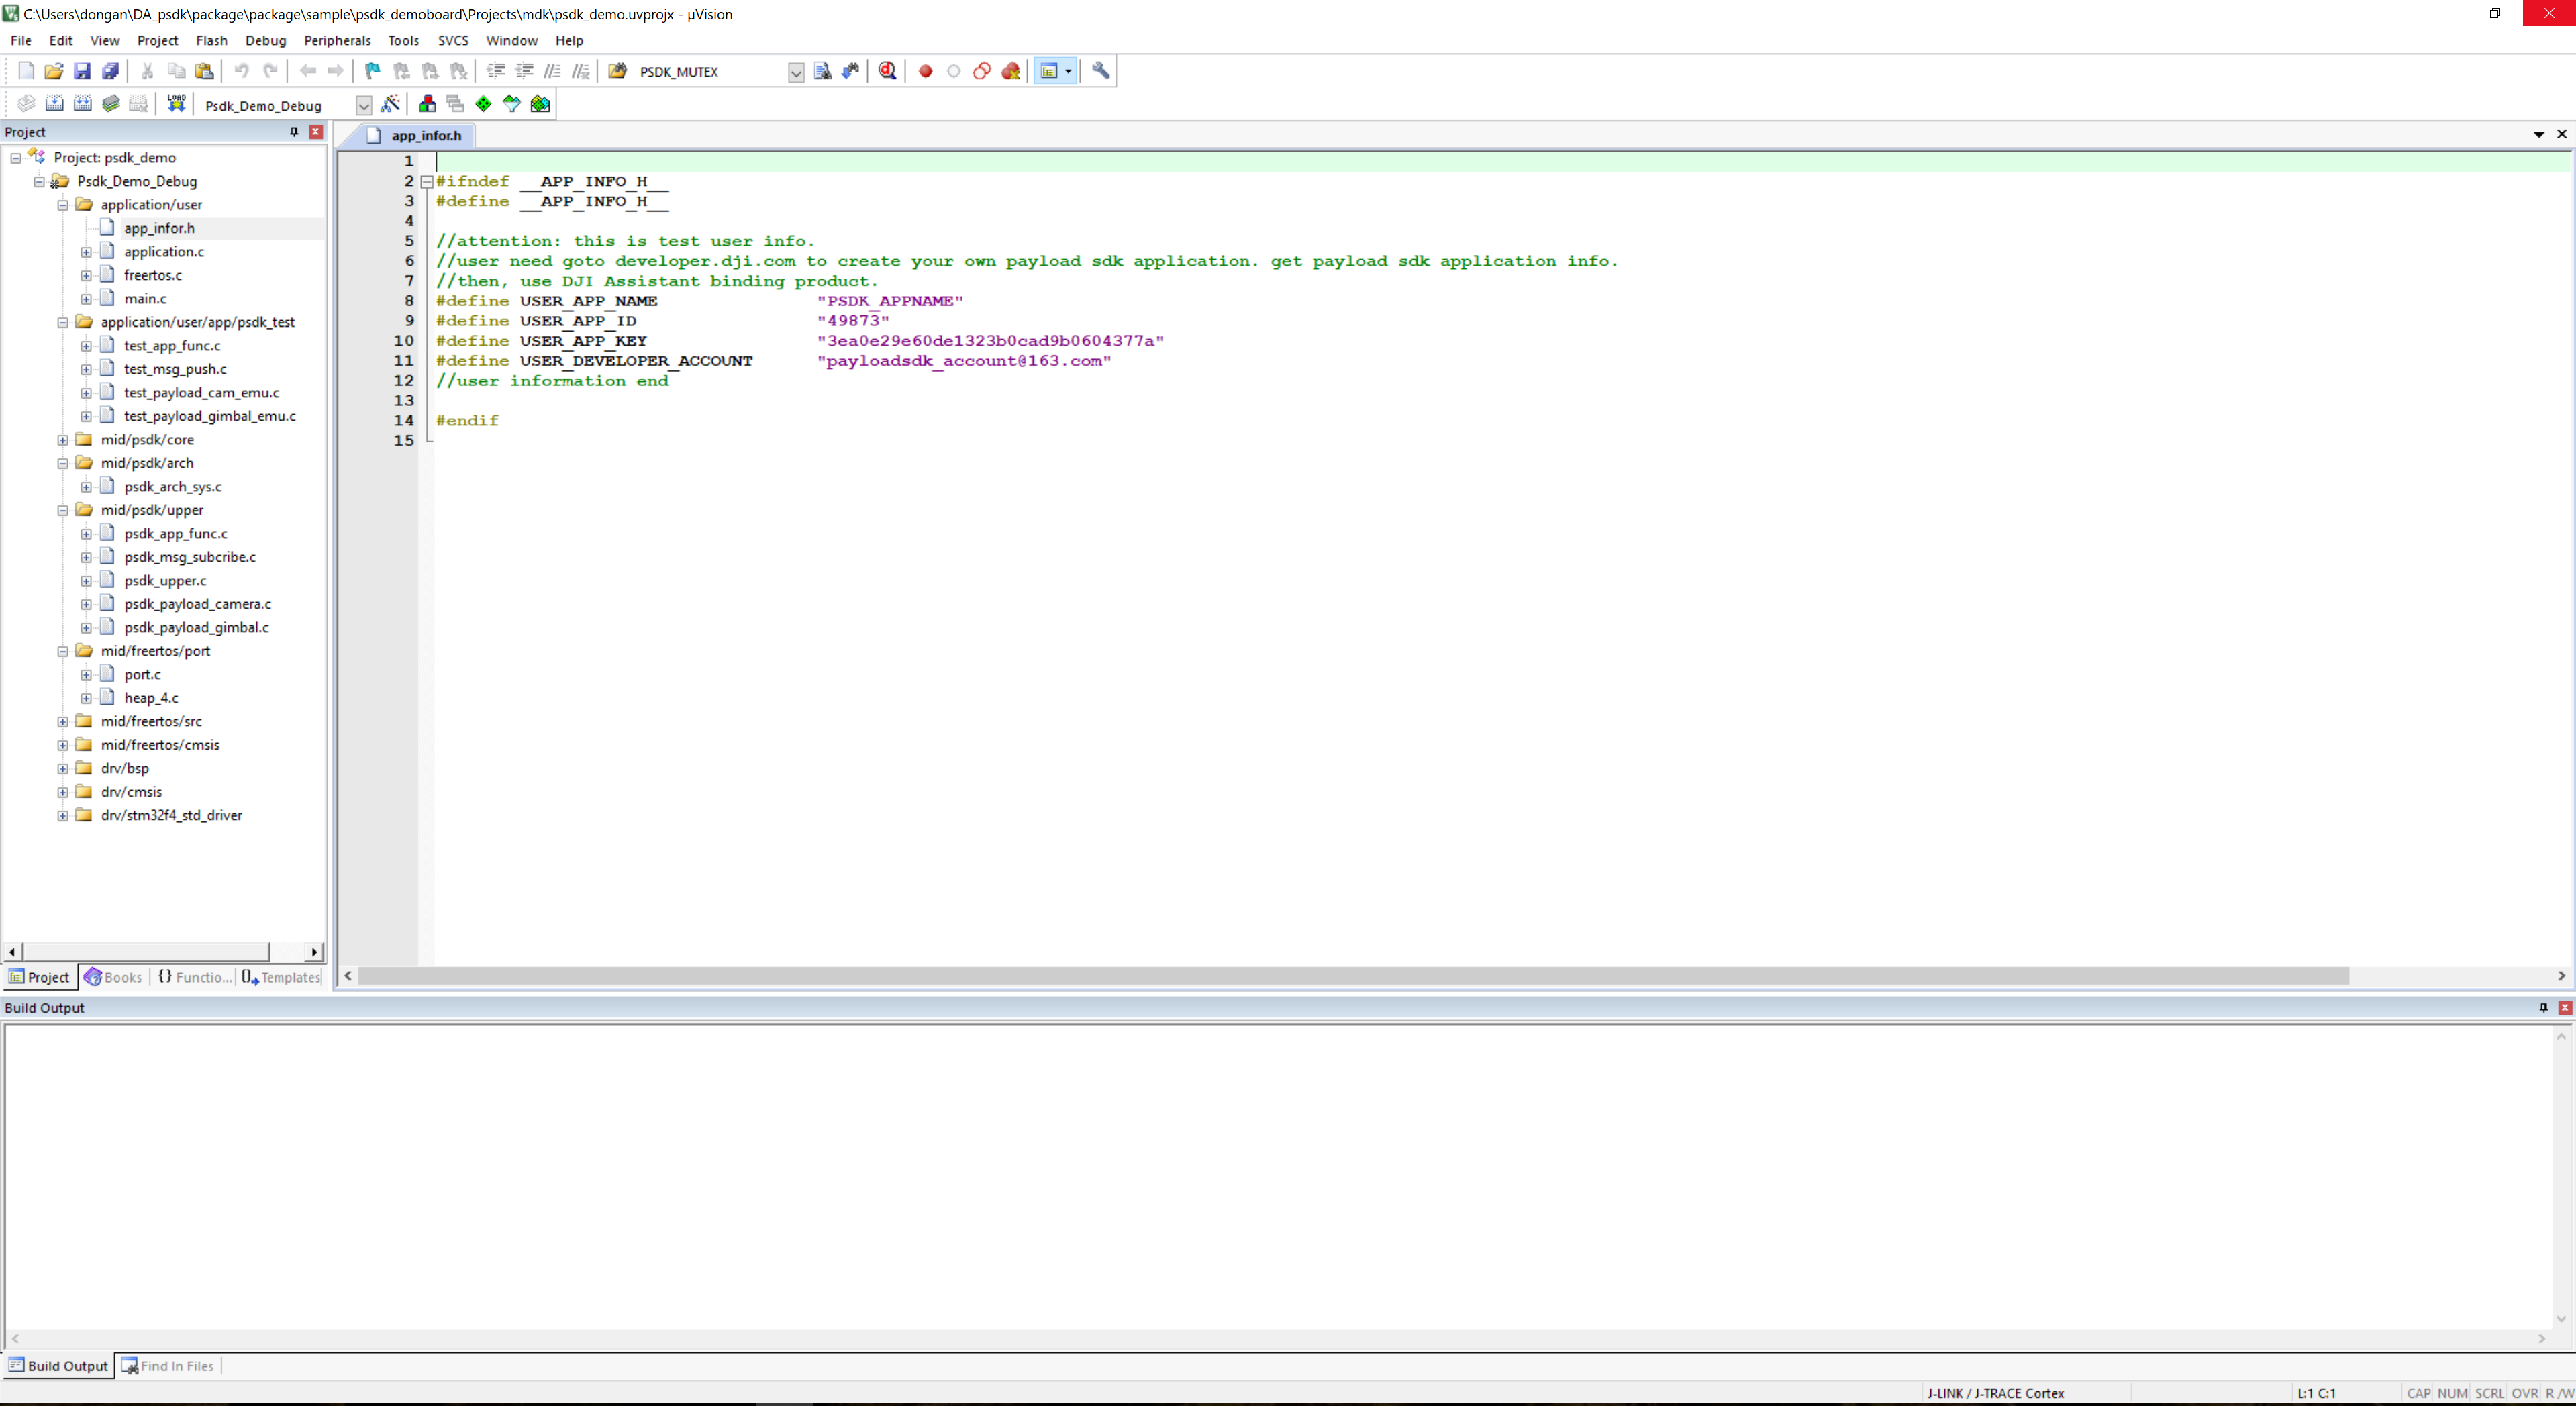 C:\Users\dongan\DA_psdk\package\package\sample\psdk_demoboard\Projects\mdk\psdk_demo.uvprojx - µVision
File Edit View Project Flash Debug Peripherals Tools SVCS Window Help
PSDK_MUTEX
LOAD Psdk_Demo_Debug
Project
Project: psdk_demo
Psdk_Demo_Debug
application/user
app_infor.h
application.c
freertos.c
main.c
application/user/app/psdk_test
test_app_func.c
test_msg_push.c
test_payload_cam_emu.c
test_payload_gimbal_emu.c
mid/psdk/core
mid/psdk/arch
psdk_arch_sys.c
mid/psdk/upper
psdk_app_func.c
psdk_msg_subcribe.c
psdk_upper.c
psdk_payload_camera.c
psdk_payload_gimbal.c
mid/freertos/port
port.c
heap_4.c
mid/freertos/src
mid/freertos/cmsis
drv/bsp
drv/cmsis
drv/stm32f4_std_driver
Project Books {} Functio... Templates
app_infor.h
1
2 #ifndef __APP_INFO_H__
3 #define __APP_INFO_H__
4
5 //attention: this is test user info.
6 //user need goto developer.dji.com to create your own payload sdk application. get payload sdk application info.
7 //then, use DJI Assistant binding product.
8 #define USER_APP_NAME "PSDK_APPNAME"
9 #define USER_APP_ID "49873"
10 #define USER_APP_KEY "3ea0e29e60de1323b0cad9b0604377a"
11 #define USER_DEVELOPER_ACCOUNT "payloadsdk_account@163.com"
12 //user information end
13
14 #endif
15
Build Output
Build Output Find In Files
J-LINK / J-TRACE Cortex L:1 C:1 CAP NUM SCRL OVR R/W